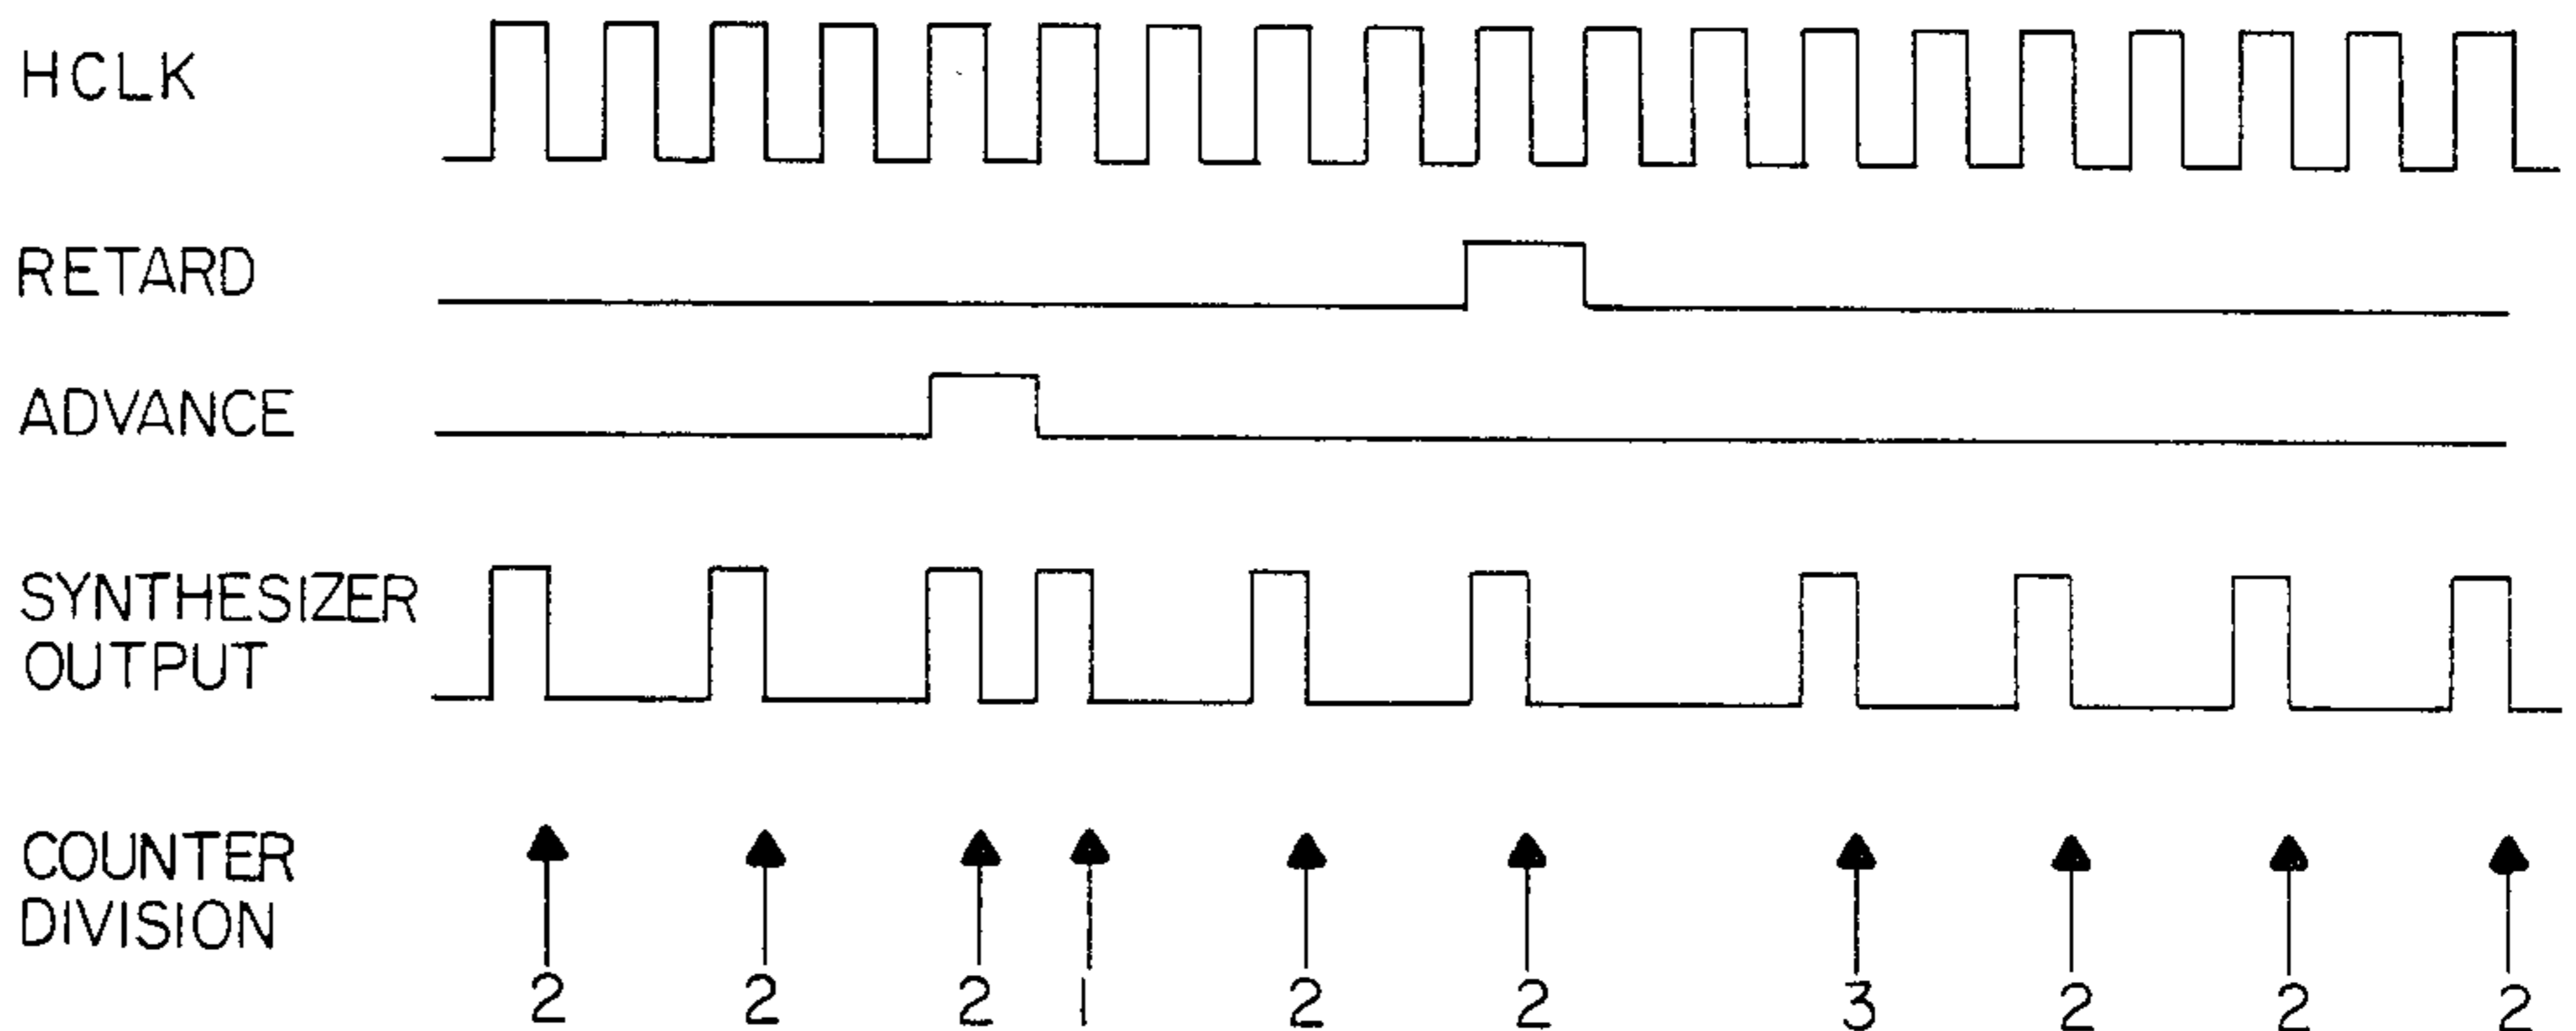 HCLK
RETARD
ADVANCE
SYNTHESIZER
OUTPUT
COUNTER
DIVISION
2 2 2 1 2 2 3 2 2 2